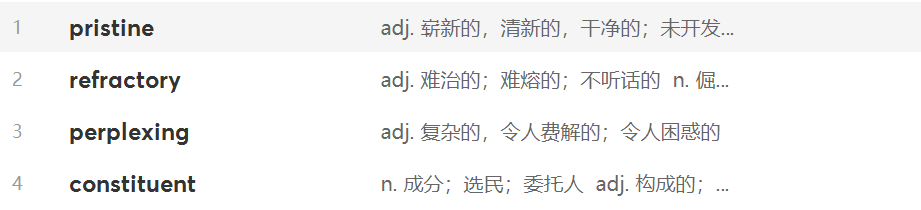 1 pristine adj. 崭新的，清新的，干净的；未开发...
2 refractory adj. 难治的；难熔的；不听话的 n. 倔...
3 perplexing adj. 复杂的，令人费解的；令人困惑的
4 constituent n. 成分；选民；委托人 adj. 构成的；...